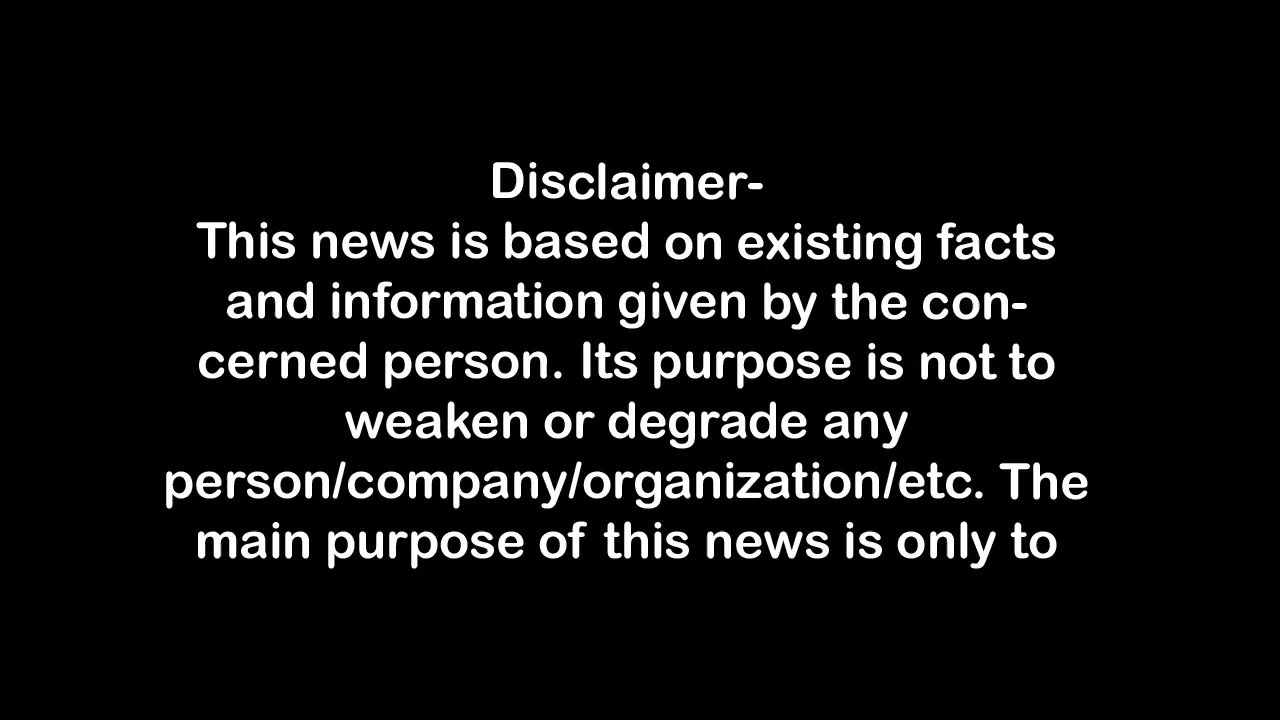 Disclaimer-
This news is based on existing facts
and information given by the con-
cerned person. Its purpose is not to
weaken or degrade any
person/company/organization/etc. The
main purpose of this news is only to